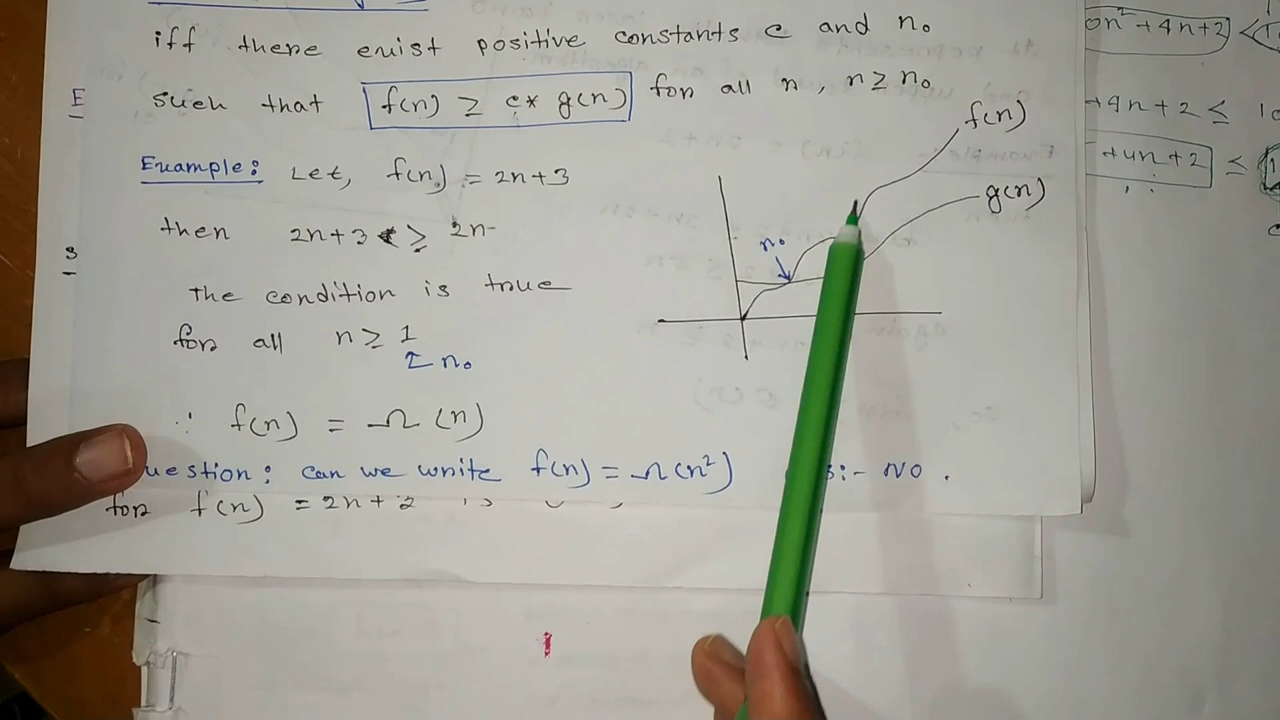 iff there exist positive constants c and n₀
such that f(n) ≥ c* g(n) for all n, n ≥ n₀
E
Example: Let, f(n) = 2n+3
then 2n+3 ≥ 2n
S
The condition is true
for all n ≥ 1
n₀
∴ f(n) = Ω (n)
uestion: can we write f(n) = Ω(n²) s:- NO .
for f(n) = 2n+2
f(n)
g(n)
n₀
0n² + 4n+2
+4n+2 ≤ 10
+4n+2 ≤